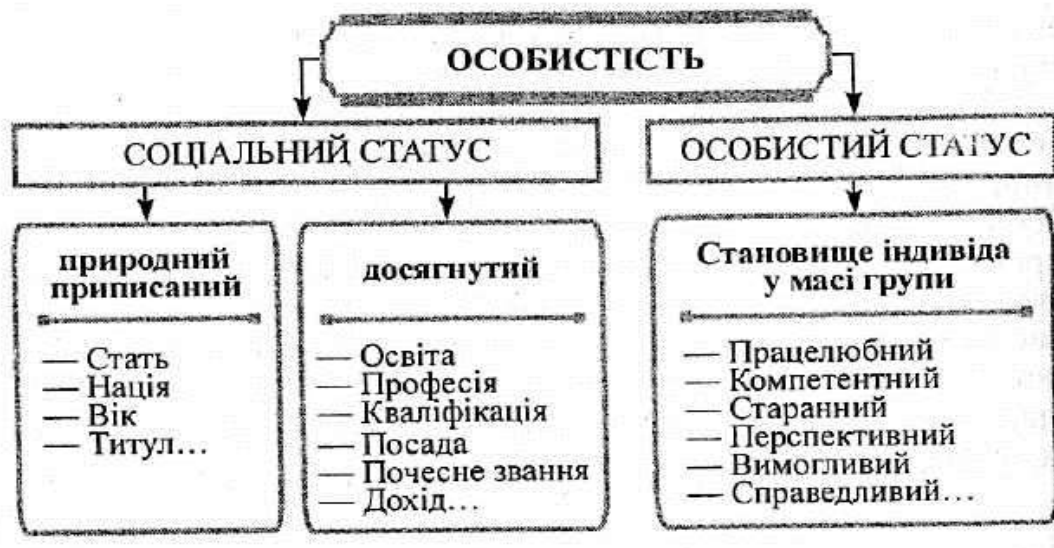 ОСОБИСТІСТЬ
СОЦІАЛЬНИЙ СТАТУС
ОСОБИСТИЙ СТАТУС
природний
приписаний
— Стать
— Нація
— Вік
— Титул...
досягнутий
— Освіта
— Професія
— Кваліфікація
— Посада
— Почесне звання
— Дохід...
Становище індивіда
у масі групи
— Працелюбний
— Компетентний
— Старанний
— Перспективний
— Вимогливий
— Справедливий...